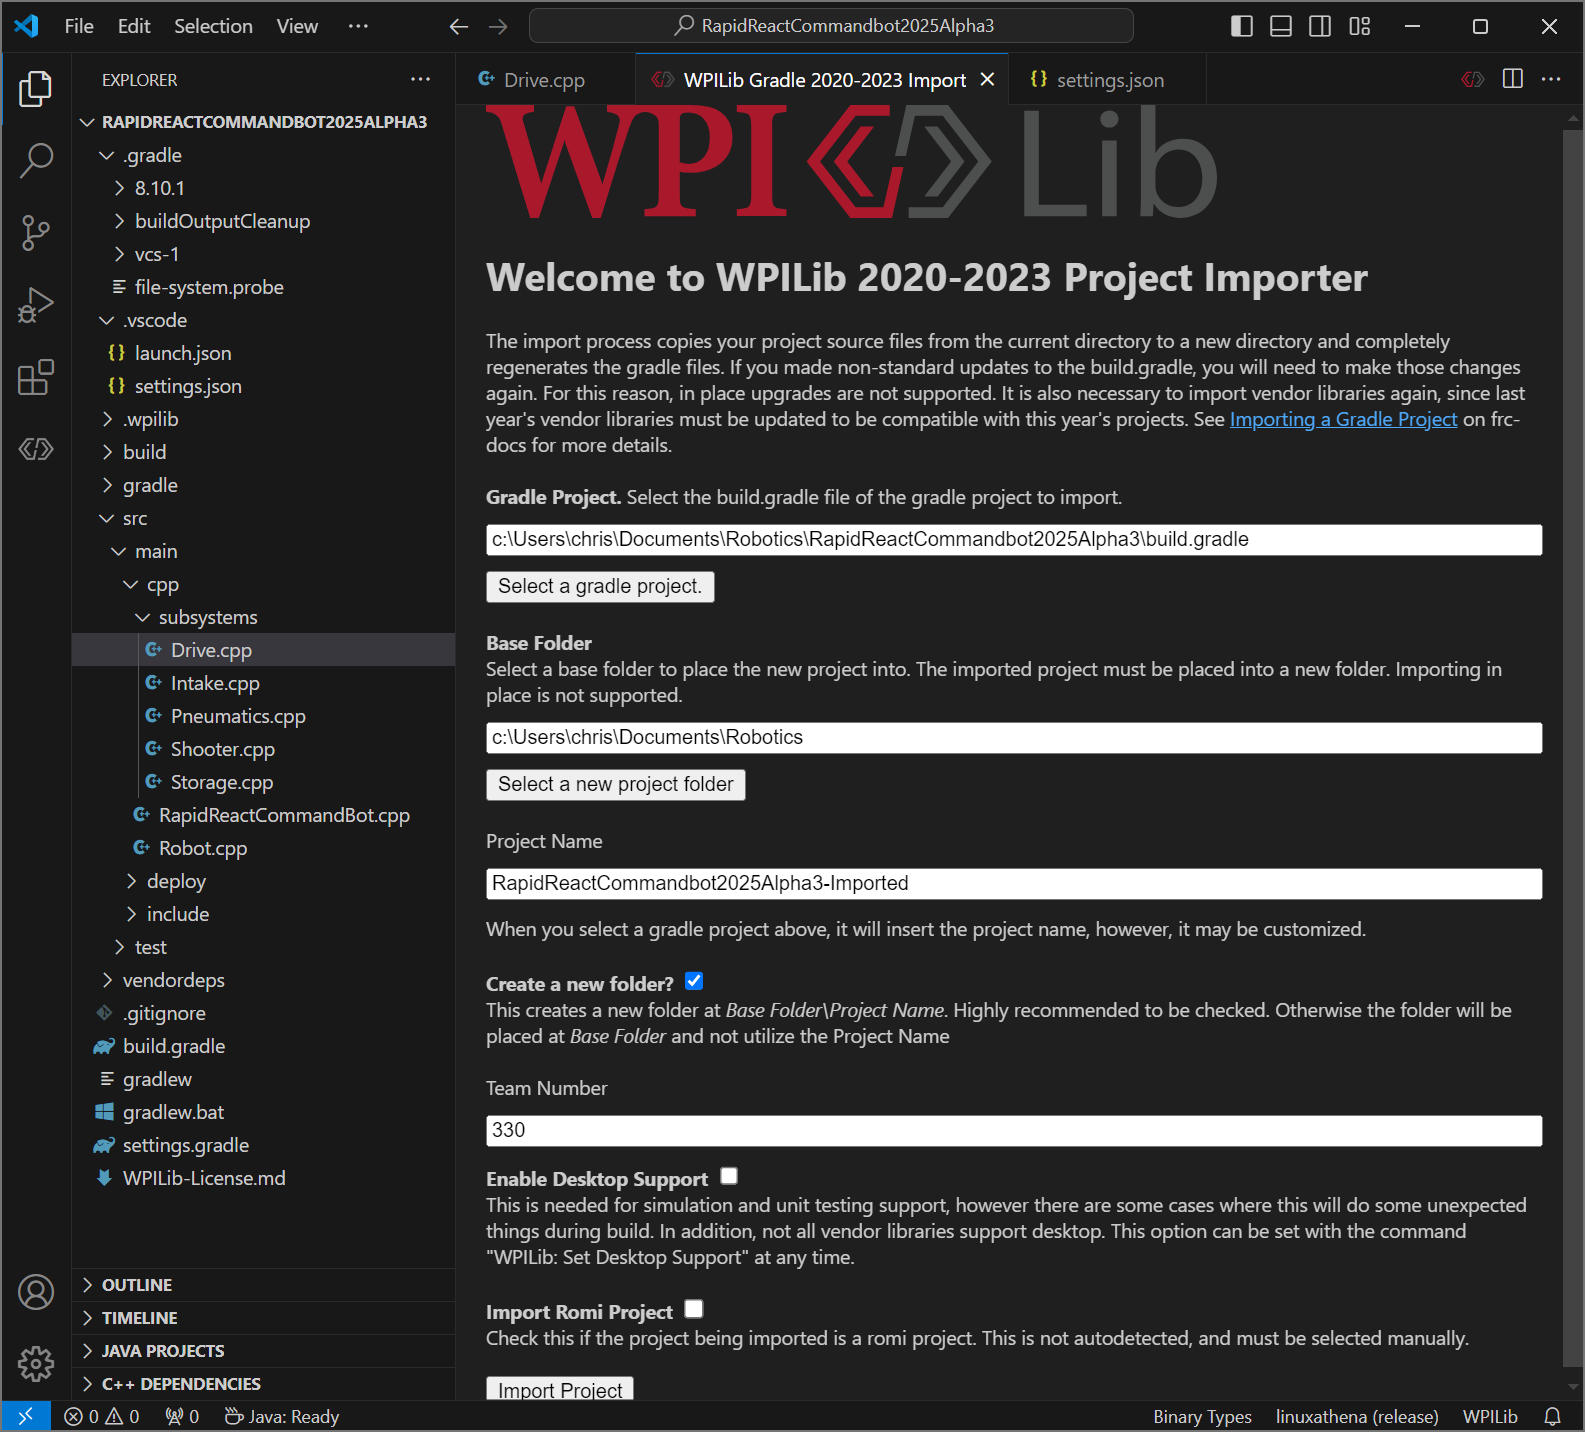 File Edit Selection View ··· RapidReactCommandbot2025Alpha3
EXPLORER
Drive.cpp
WPILib Gradle 2020-2023 Import
settings.json
RAPIDREACTCOMMANDBOT2025ALPHA3
.gradle
8.10.1
buildOutputCleanup
vcs-1
file-system.probe
.vscode
launch.json
settings.json
.wpilib
build
gradle
src
main
cpp
subsystems
Drive.cpp
Intake.cpp
Pneumatics.cpp
Shooter.cpp
Storage.cpp
RapidReactCommandBot.cpp
Robot.cpp
deploy
include
test
vendordeps
.gitignore
build.gradle
gradlew
gradlew.bat
settings.gradle
WPILib-License.md
OUTLINE
TIMELINE
JAVA PROJECTS
C++ DEPENDENCIES
WPI Lib
Welcome to WPILib 2020-2023 Project Importer
The import process copies your project source files from the current directory to a new directory and completely
regenerates the gradle files. If you made non-standard updates to the build.gradle, you will need to make those changes
again. For this reason, in place upgrades are not supported. It is also necessary to import vendor libraries again, since last
year's vendor libraries must be updated to be compatible with this year's projects. See Importing a Gradle Project on frc-
docs for more details.
Gradle Project. Select the build.gradle file of the gradle project to import.
c:\Users\chris\Documents\Robotics\RapidReactCommandbot2025Alpha3\build.gradle
Select a gradle project.
Base Folder
Select a base folder to place the new project into. The imported project must be placed into a new folder. Importing in
place is not supported.
c:\Users\chris\Documents\Robotics
Select a new project folder
Project Name
RapidReactCommandbot2025Alpha3-Imported
When you select a gradle project above, it will insert the project name, however, it may be customized.
Create a new folder?
This creates a new folder at Base Folder\Project Name. Highly recommended to be checked. Otherwise the folder will be
placed at Base Folder and not utilize the Project Name
Team Number
330
Enable Desktop Support
This is needed for simulation and unit testing support, however there are some cases where this will do some unexpected
things during build. In addition, not all vendor libraries support desktop. This option can be set with the command
"WPILib: Set Desktop Support" at any time.
Import Romi Project
Check this if the project being imported is a romi project. This is not autodetected, and must be selected manually.
Import Project
0 0 0 Java: Ready Binary Types linuxathena (release) WPILib